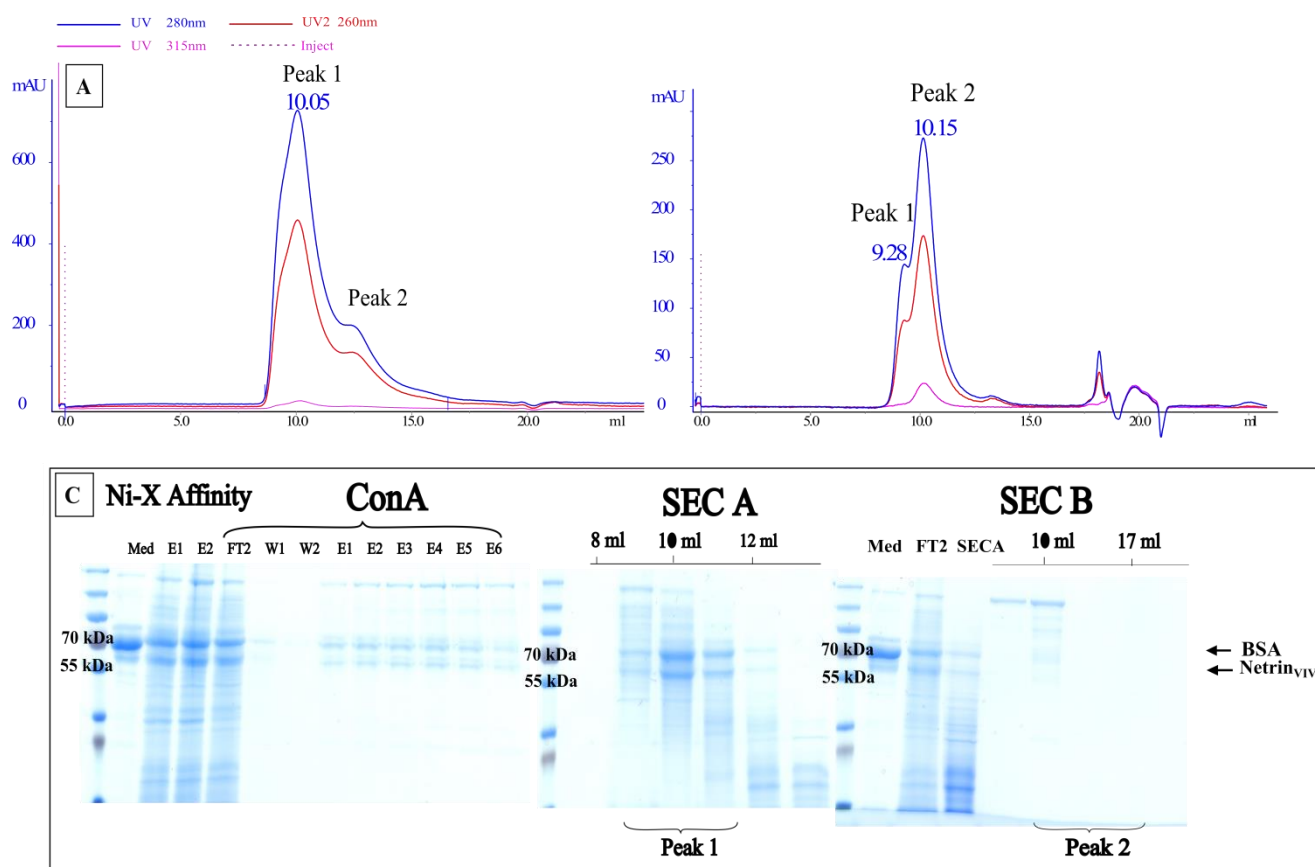 UV 280nm UV2 260nm
UV 315nm Inject
A
mAU
Peak 1
10.05
Peak 2
600
400
200
0
0.0 5.0 10.0 15.0 20.0 ml
mAU
Peak 2
10.15
Peak 1
9.28
250
200
150
100
50
0
0.0 5.0 10.0 15.0 20.0 ml
C
Ni-X Affinity ConA SEC A SEC B
Med E1 E2 FT2 W1 W2 E1 E2 E3 E4 E5 E6
8 ml 10 ml 12 ml
Med FT2 SECA 10 ml 17 ml
70 kDa
55 kDa
70 kDa
55 kDa
70 kDa
55 kDa
BSA
NetrinVIV
Peak 1
Peak 2